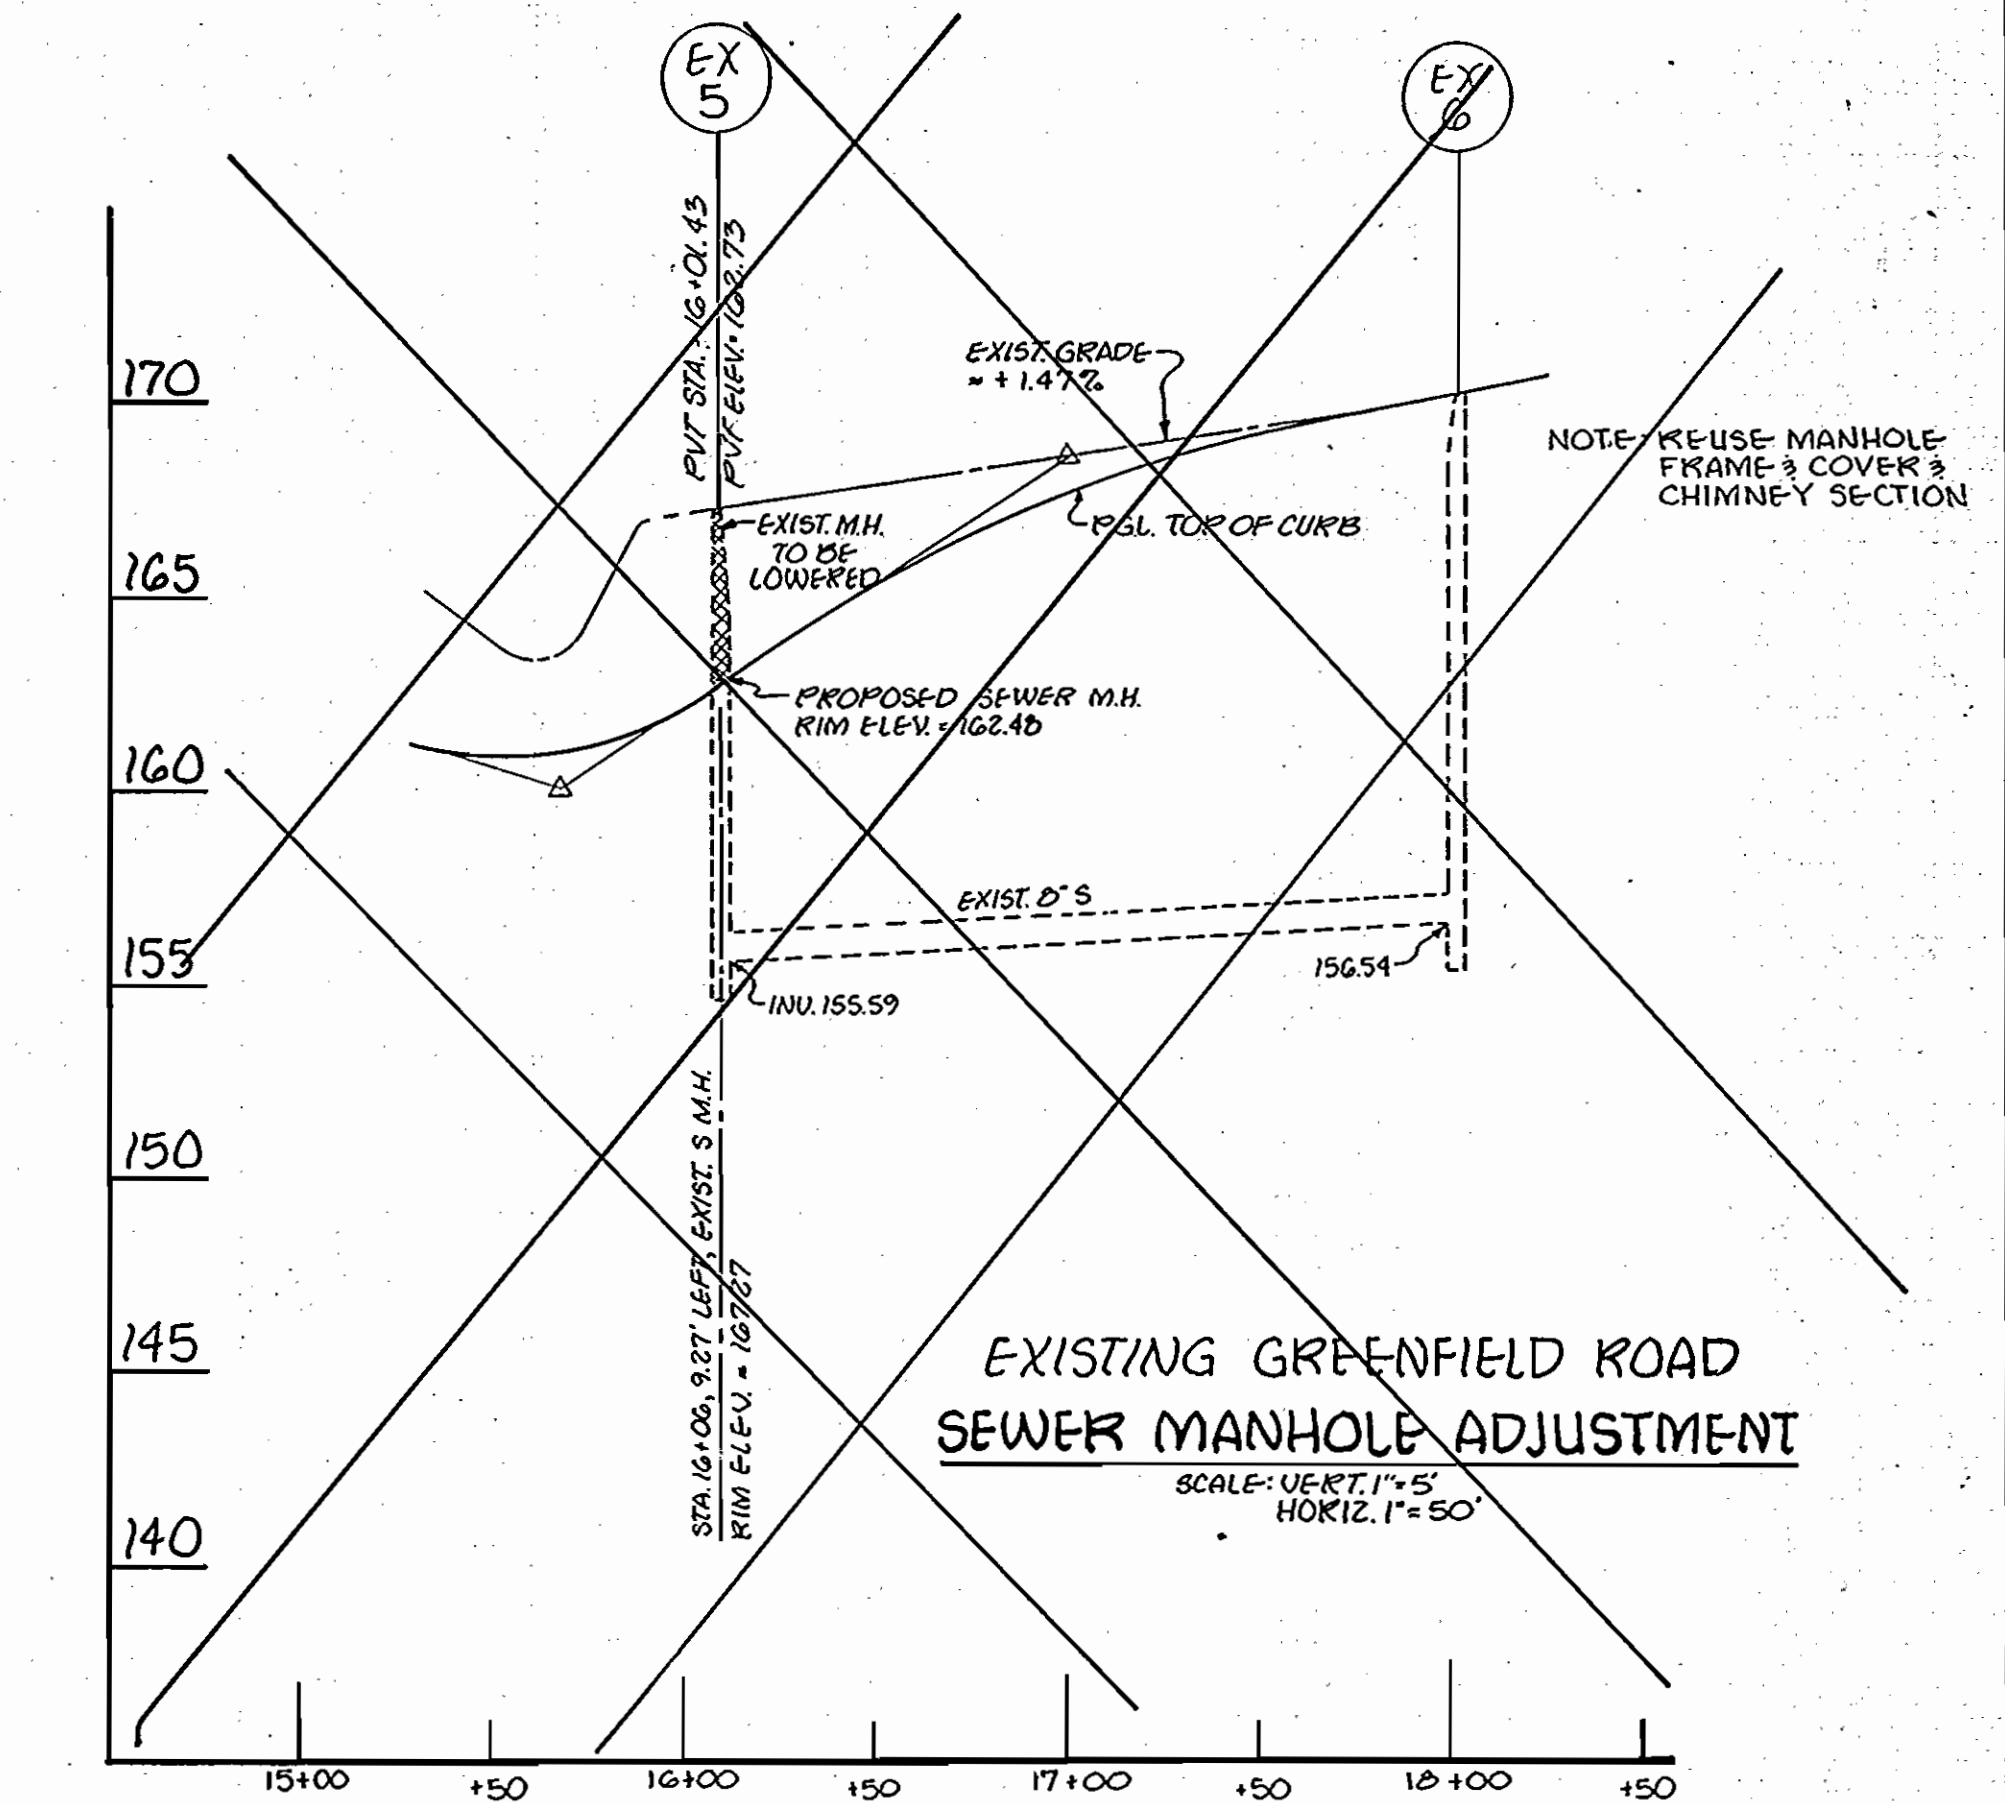 EX
5
EX
6
PVT STA. 16+01.43
PVT ELEV. 162.73
EXIST. GRADE
≈ + 1.47%
170
NOTE: REUSE MANHOLE
FRAME & COVER &
CHIMNEY SECTION
EXIST. M.H.
TO BE
LOWERED
PGL. TOP OF CURB
165
PROPOSED SEWER M.H.
RIM ELEV. = 162.48
160
EXIST. 8" S
155
156.54
INV. 155.59
150
STA. 16+06, 9.27' LEFT, EXIST. S M.H.
RIM ELEV. = 167.27
145
EXISTING GREENFIELD ROAD
SEWER MANHOLE ADJUSTMENT
SCALE: VERT. 1"=5'
HORIZ. 1"=50'
140
15+00 +50 16+00 +50 17+00 +50 18+00 +50